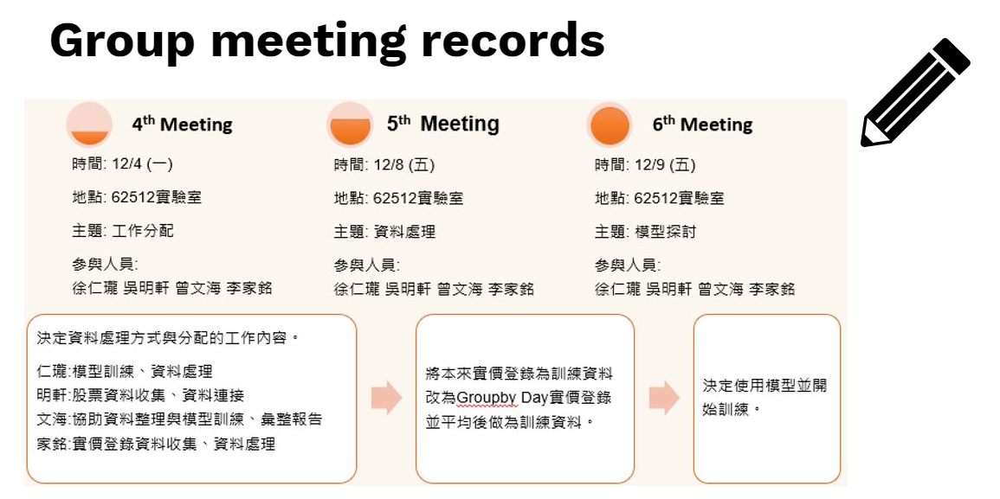 Group meeting records
4th Meeting
時間: 12/4 (一)
地點: 62512實驗室
主題: 工作分配
參與人員:
徐仁瓏 吳明軒 曾文海 李家銘
決定資料處理方式與分配的工作內容。
仁瓏:模型訓練、資料處理
明軒:股票資料收集、資料連接
文海:協助資料整理與模型訓練、彙整報告
家銘:實價登錄資料收集、資料處理
5th Meeting
時間: 12/8 (五)
地點: 62512實驗室
主題: 資料處理
參與人員:
徐仁瓏 吳明軒 曾文海 李家銘
將本來實價登錄為訓練資料
改為Groupby Day實價登錄
並平均後做為訓練資料。
6th Meeting
時間: 12/9 (五)
地點: 62512實驗室
主題: 模型探討
參與人員:
徐仁瓏 吳明軒 曾文海 李家銘
決定使用模型並開
始訓練。